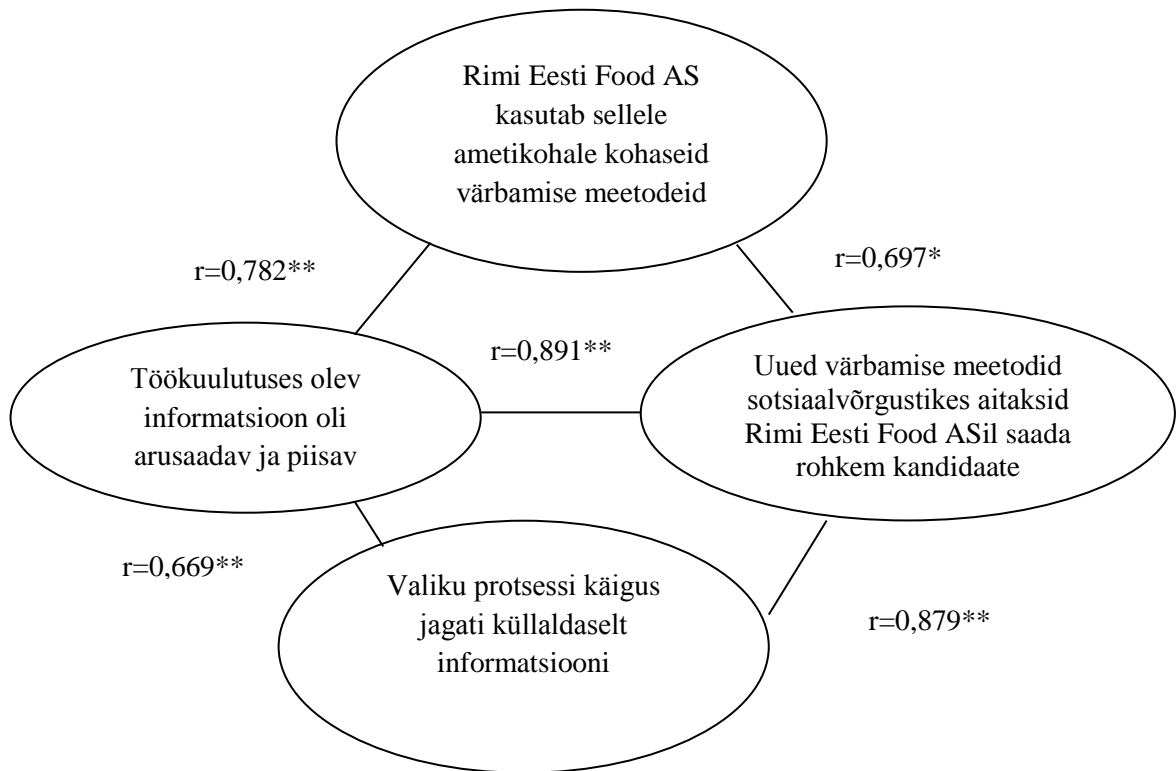 Rimi Eesti Food AS
kasutab sellele
ametikohale kohaseid
värbamise meetodeid
r=0,782**
r=0,697*
r=0,891**
Töökuulutuses olev
informatsioon oli
arusaadav ja piisav
Uued värbamise meetodid
sotsiaalvõrgustikes aitaksid
Rimi Eesti Food ASil saada
rohkem kandidaate
r=0,669**
Valiku protsessi käigus
jagati küllaldaselt
informatsiooni
r=0,879**